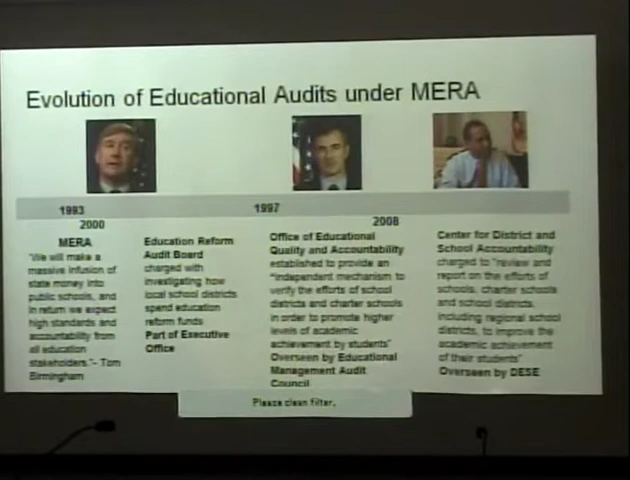 Evolution of Educational Audits under MERA
1993
1997
2000
2008
MERA
"We will make a
massive infusion of
state money into
public schools, and
in return we expect
high standards and
accountability from
all education
stakeholders."- Tom
Birmingham
Education Reform
Audit Board
charged with
investigating how
local school districts
spend education
reform funds
Part of Executive
Office
Office of Educational
Quality and Accountability
established to provide an
"independent mechanism to
verify the efforts of school
districts and charter schools
in order to promote higher
levels of academic
achievement by students"
Overseen by Educational
Management Audit
Council
Center for District and
School Accountability
charged to "review and
report on the efforts of
schools, charter schools
and school districts,
including regional school
districts, to improve the
academic achievement
of their students"
Overseen by DESE
Please clean filter.